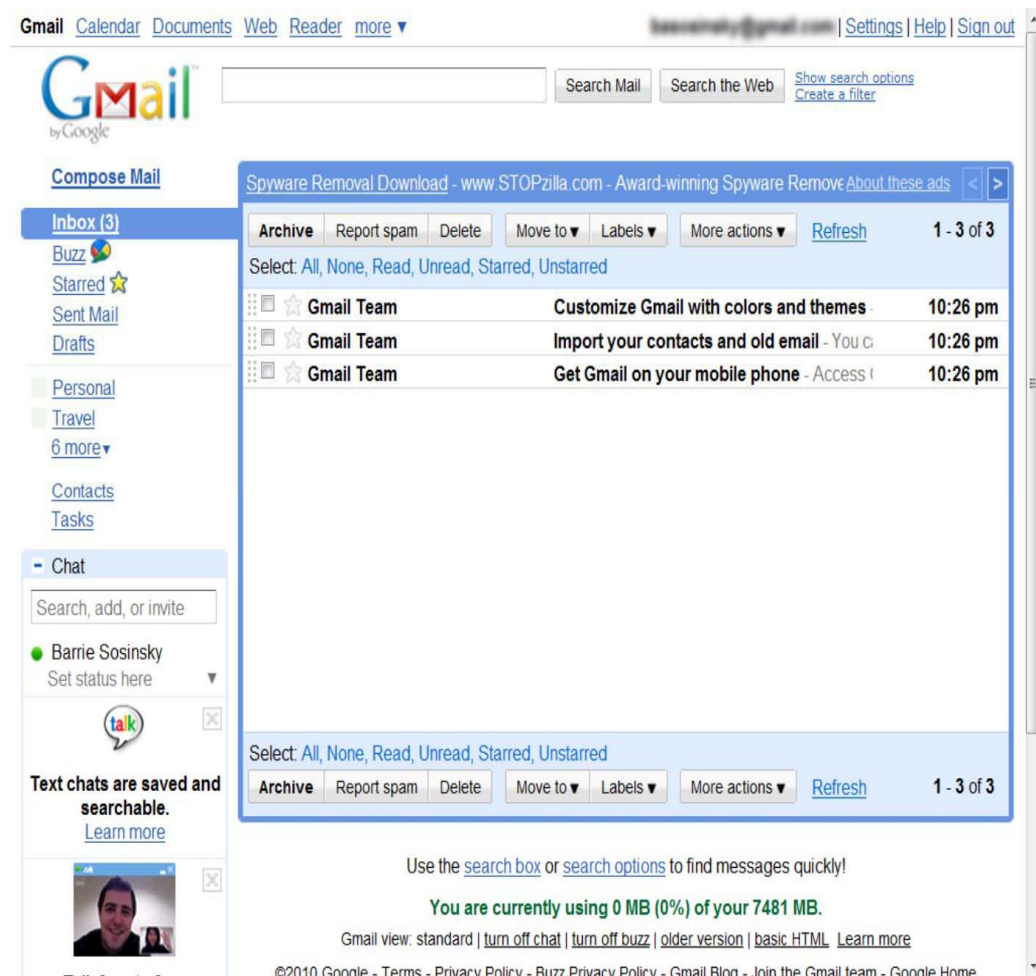 Gmail Calendar Documents Web Reader more ▼ | Settings | Help | Sign out
Gmail™
by Google
Search Mail Search the Web Show search options
Create a filter
Compose Mail
Inbox (3)
Buzz
Starred
Sent Mail
Drafts
Personal
Travel
6 more▼
Contacts
Tasks
- Chat
Search, add, or invite
Barrie Sosinsky
Set status here ▼
talk
Text chats are saved and
searchable.
Learn more
Spyware Removal Download - www.STOPzilla.com - Award-winning Spyware Remove About these ads < >
Archive Report spam Delete Move to ▼ Labels ▼ More actions ▼ Refresh 1 - 3 of 3
Select: All, None, Read, Unread, Starred, Unstarred
Gmail Team Customize Gmail with colors and themes - 10:26 pm
Gmail Team Import your contacts and old email - You ca 10:26 pm
Gmail Team Get Gmail on your mobile phone - Access 10:26 pm
Select: All, None, Read, Unread, Starred, Unstarred
Archive Report spam Delete Move to ▼ Labels ▼ More actions ▼ Refresh 1 - 3 of 3
Use the search box or search options to find messages quickly!
You are currently using 0 MB (0%) of your 7481 MB.
Gmail view: standard | turn off chat | turn off buzz | older version | basic HTML Learn more
©2010 Google - Terms - Privacy Policy - Buzz Privacy Policy - Gmail Blog - Join the Gmail team - Google Home